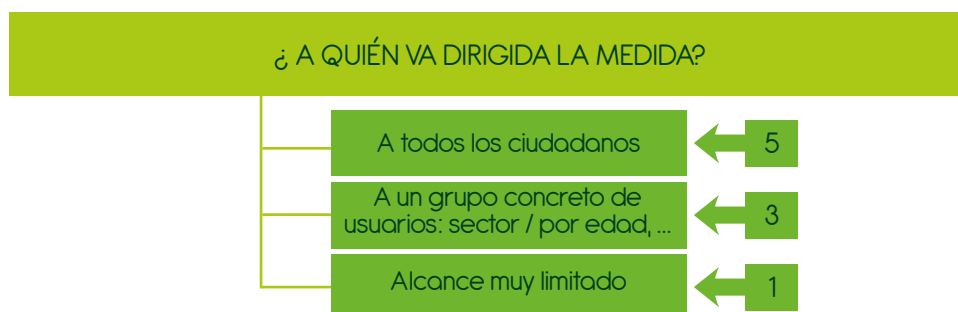 ¿ A QUIÉN VA DIRIGIDA LA MEDIDA?
A todos los ciudadanos
5
A un grupo concreto de
usuarios: sector / por edad, ...
3
Alcance muy limitado
1